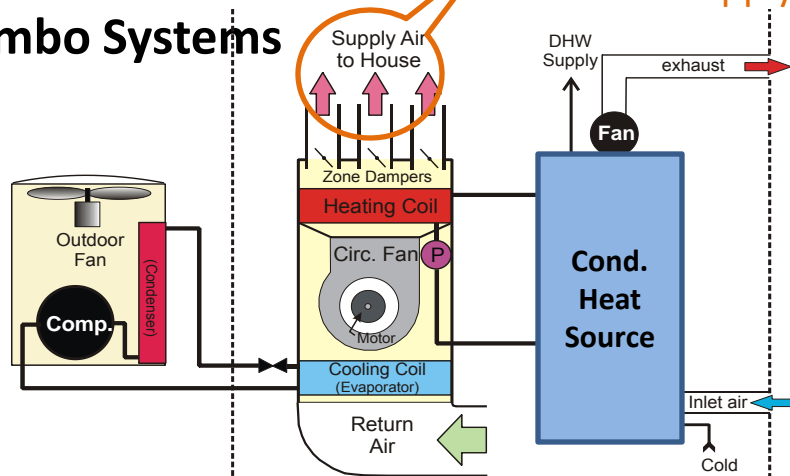 mbo Systems
Supply Air
to House
DHW
Supply
exhaust
Fan
Zone Dampers
Heating Coil
Outdoor
Fan
(Condenser)
Circ. Fan
P
Cond.
Heat
Source
Comp.
Motor
Cooling Coil
(Evaporator)
Inlet air
Return
Air
Cold